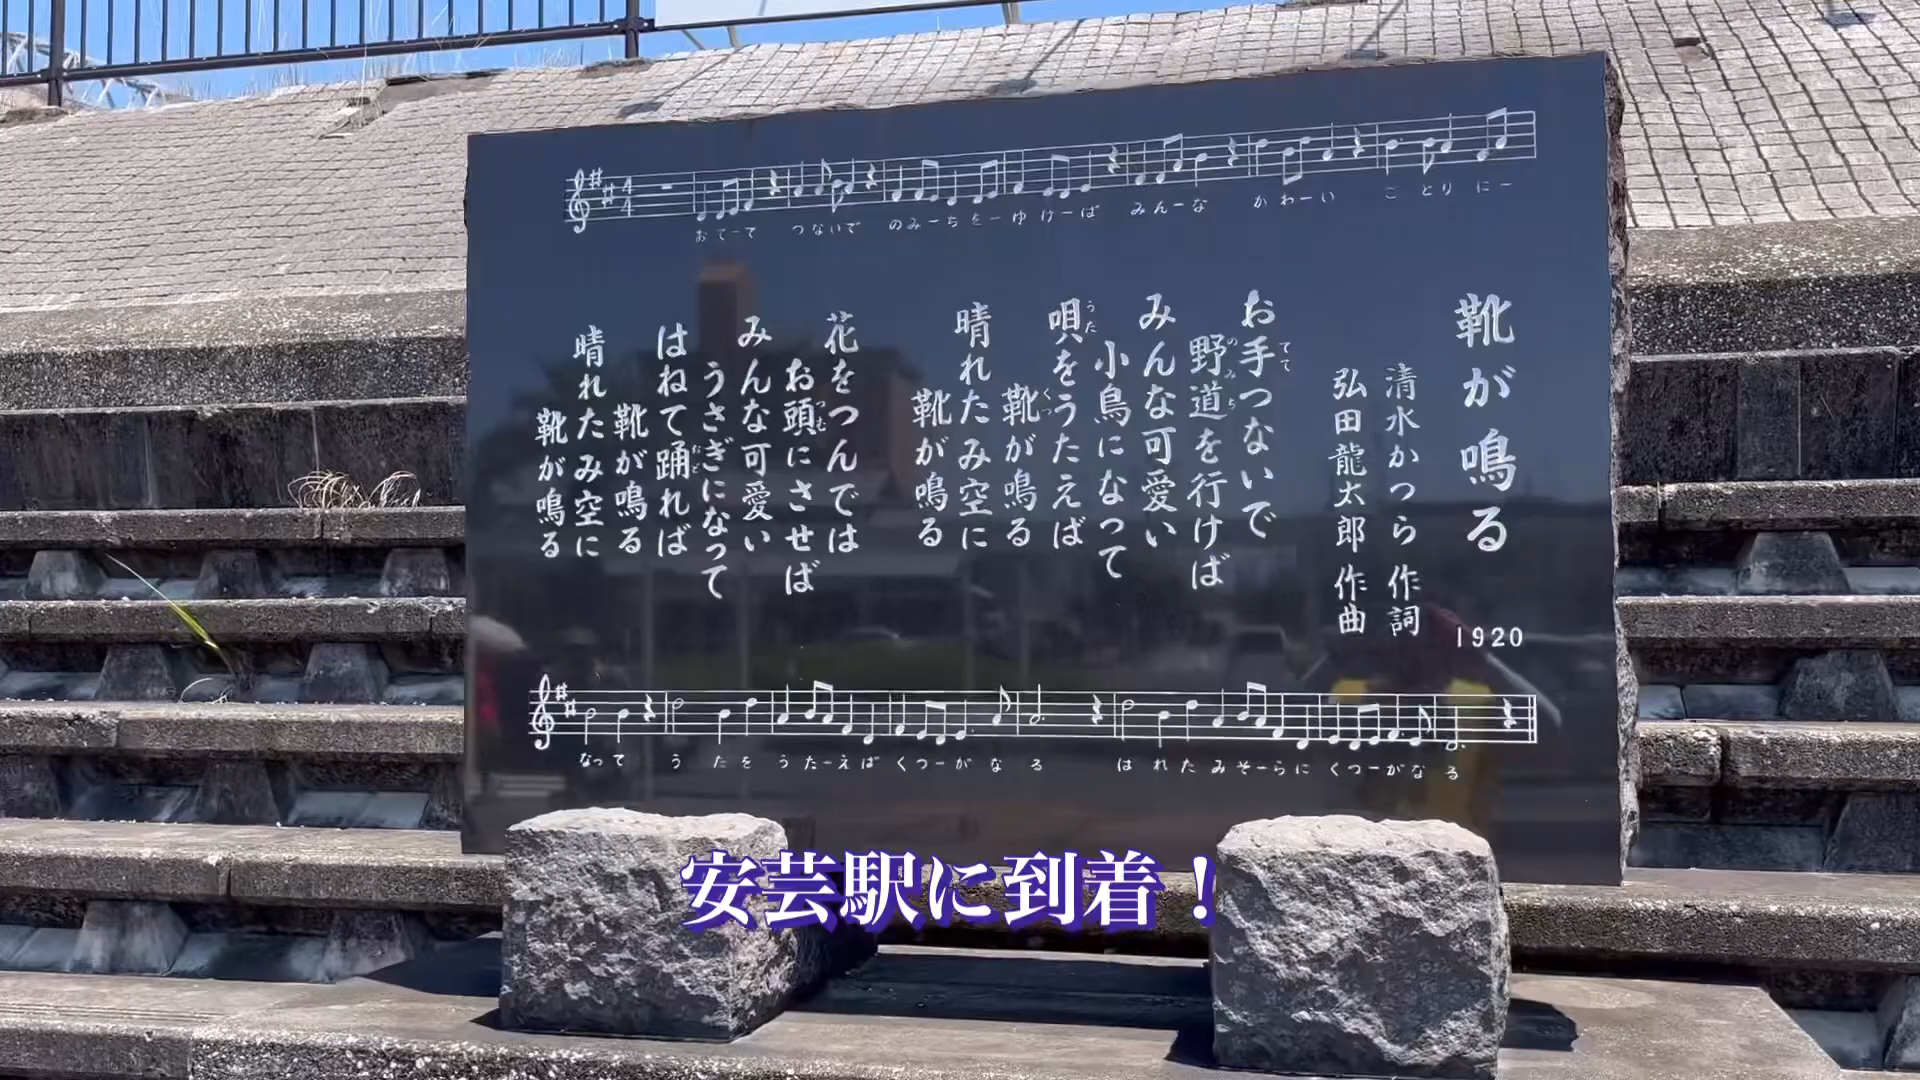 おてーて つないで のみーちをーゆけーば みんーな かわーい ことりにー
靴が鳴る
1920
清水かつら 作詞
弘田龍太郎 作曲
お手つないで
野道を行けば
みんな可愛い
小鳥になって
唄をうたえば
靴が鳴る
晴れたみ空に
靴が鳴る
花をつんでは
お頭にさせば
みんな可愛い
うさぎになって
はねて踊れば
靴が鳴る
晴れたみ空に
靴が鳴る
なって うたを うたーえば くつーがなる はれた みそーらに くつーがなる
安芸駅に到着！